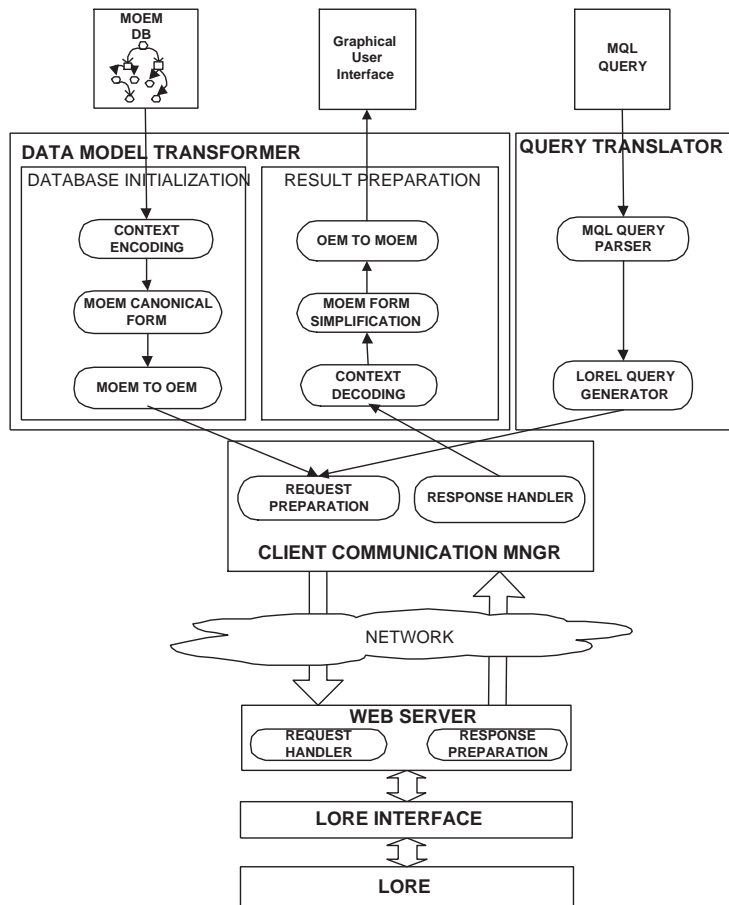 MOEM
DB
Graphical
User
Interface
MQL
QUERY
DATA MODEL TRANSFORMER
QUERY TRANSLATOR
DATABASE INITIALIZATION
RESULT PREPARATION
CONTEXT
ENCODING
OEM TO MOEM
MQL QUERY
PARSER
MOEM CANONICAL
FORM
MOEM FORM
SIMPLIFICATION
MOEM TO OEM
CONTEXT
DECODING
LOREL QUERY
GENERATOR
REQUEST
PREPARATION
RESPONSE HANDLER
CLIENT COMMUNICATION MNGR
NETWORK
WEB SERVER
REQUEST
HANDLER
RESPONSE
PREPARATION
LORE INTERFACE
LORE